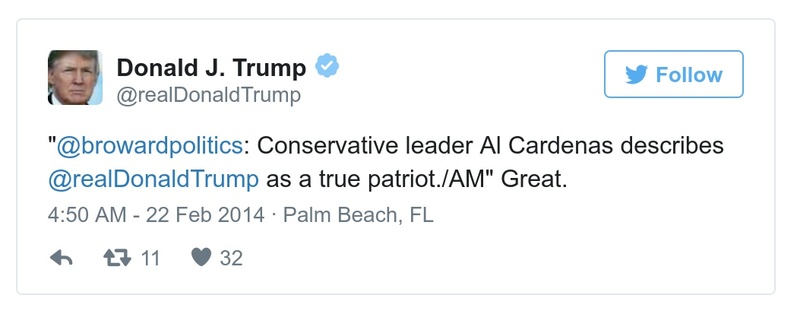 Donald J. Trump
@realDonaldTrump
Follow
"@browardpolitics: Conservative leader Al Cardenas describes
@realDonaldTrump as a true patriot./AM" Great.
4:50 AM - 22 Feb 2014 · Palm Beach, FL
11 32